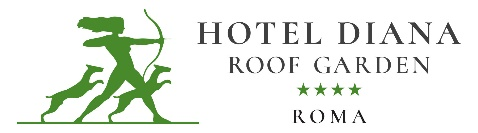 HOTEL DIANA
ROOF GARDEN
★★★★
ROMA